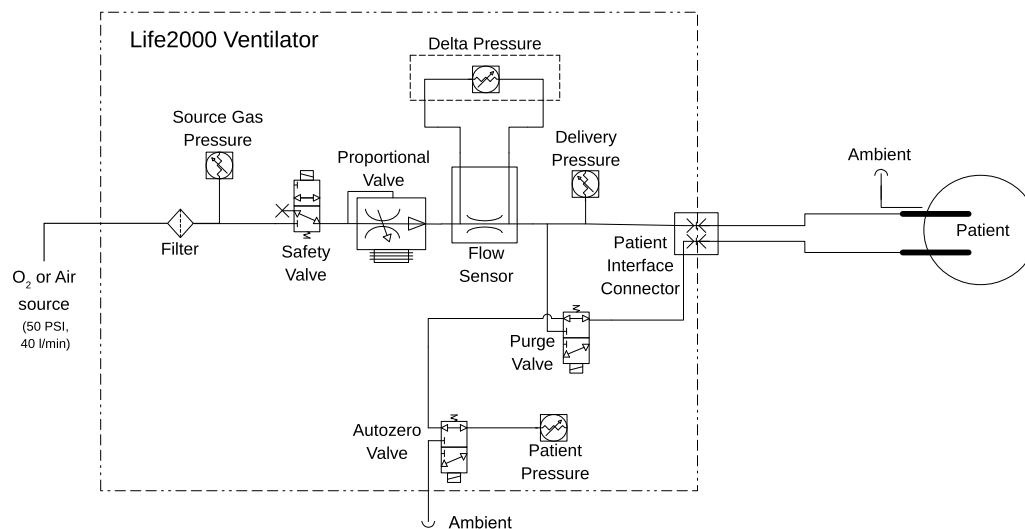 Life2000 Ventilator
Delta Pressure
Source Gas
Pressure
Proportional
Valve
Delivery
Pressure
Ambient
Filter
Safety
Valve
Flow
Sensor
Patient
Interface
Connector
Patient
O2 or Air
source
(50 PSI,
40 l/min)
Purge
Valve
Autozero
Valve
Patient
Pressure
Ambient